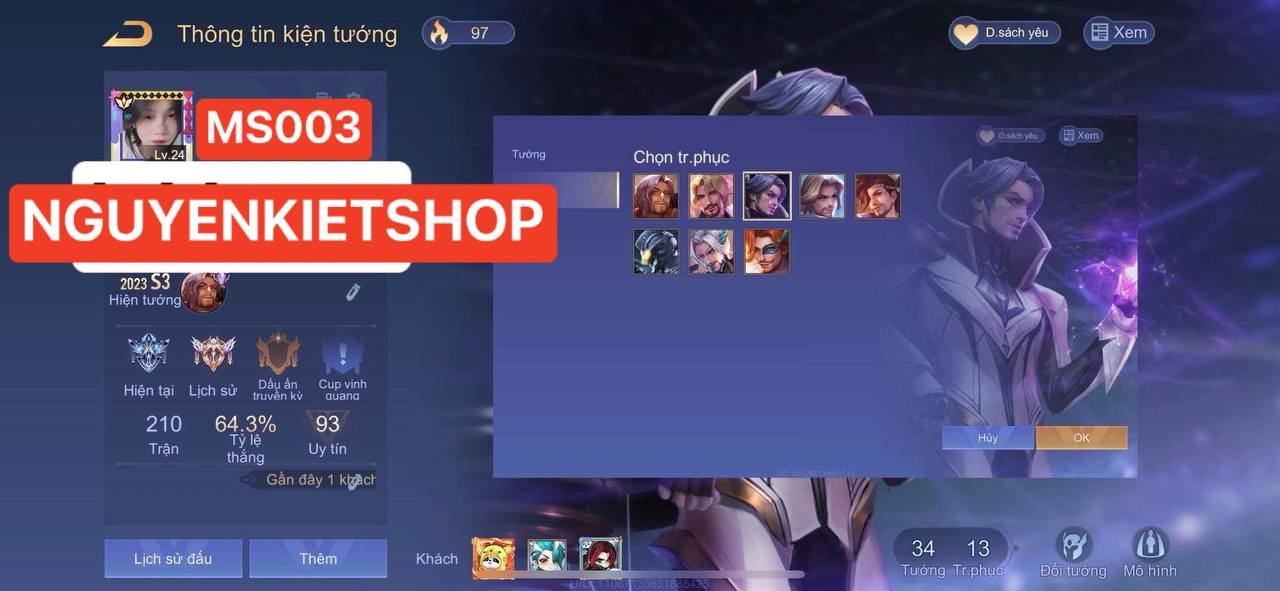 Thông tin kiện tướng
97
D.sách yêu
Xem
MS003
Lv.24
NGUYENKIETSHOP
2023 S3
Hiện tướng
Hiện tại
Lịch sử
Dấu ấn truyền kỳ
Cup vinh quang
210
Trận
64.3%
Tỷ lệ thắng
93
Uy tín
Gần đây 1 khách
Lịch sử đấu
Thêm
Tướng
Chọn tr.phục
D.sách yêu
Xem
Hủy
OK
Khách
34
Tướng
13
Tr.phục
Đổi tướng
Mô hình